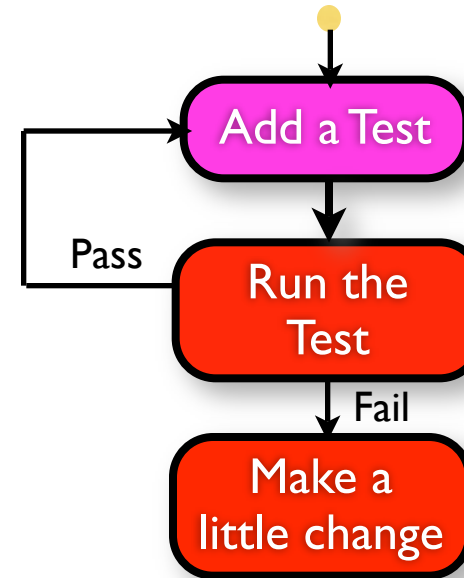 Add a Test
Pass
Run the
Test
Fail
Make a
little change